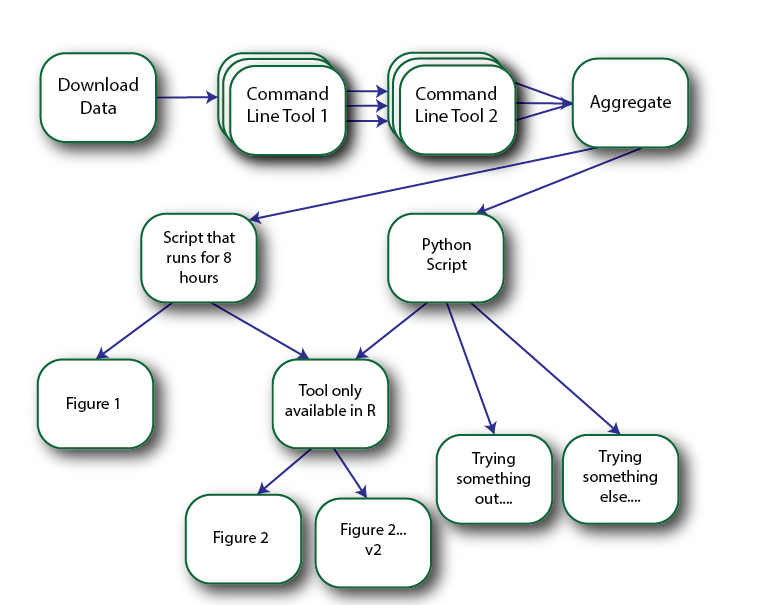 Download
Data
Command
Line Tool 1
Command
Line Tool 2
Aggregate
Script that
runs for 8
hours
Python
Script
Figure 1
Tool only
available in R
Trying
something
out....
Trying
something
else....
Figure 2
Figure 2...
v2